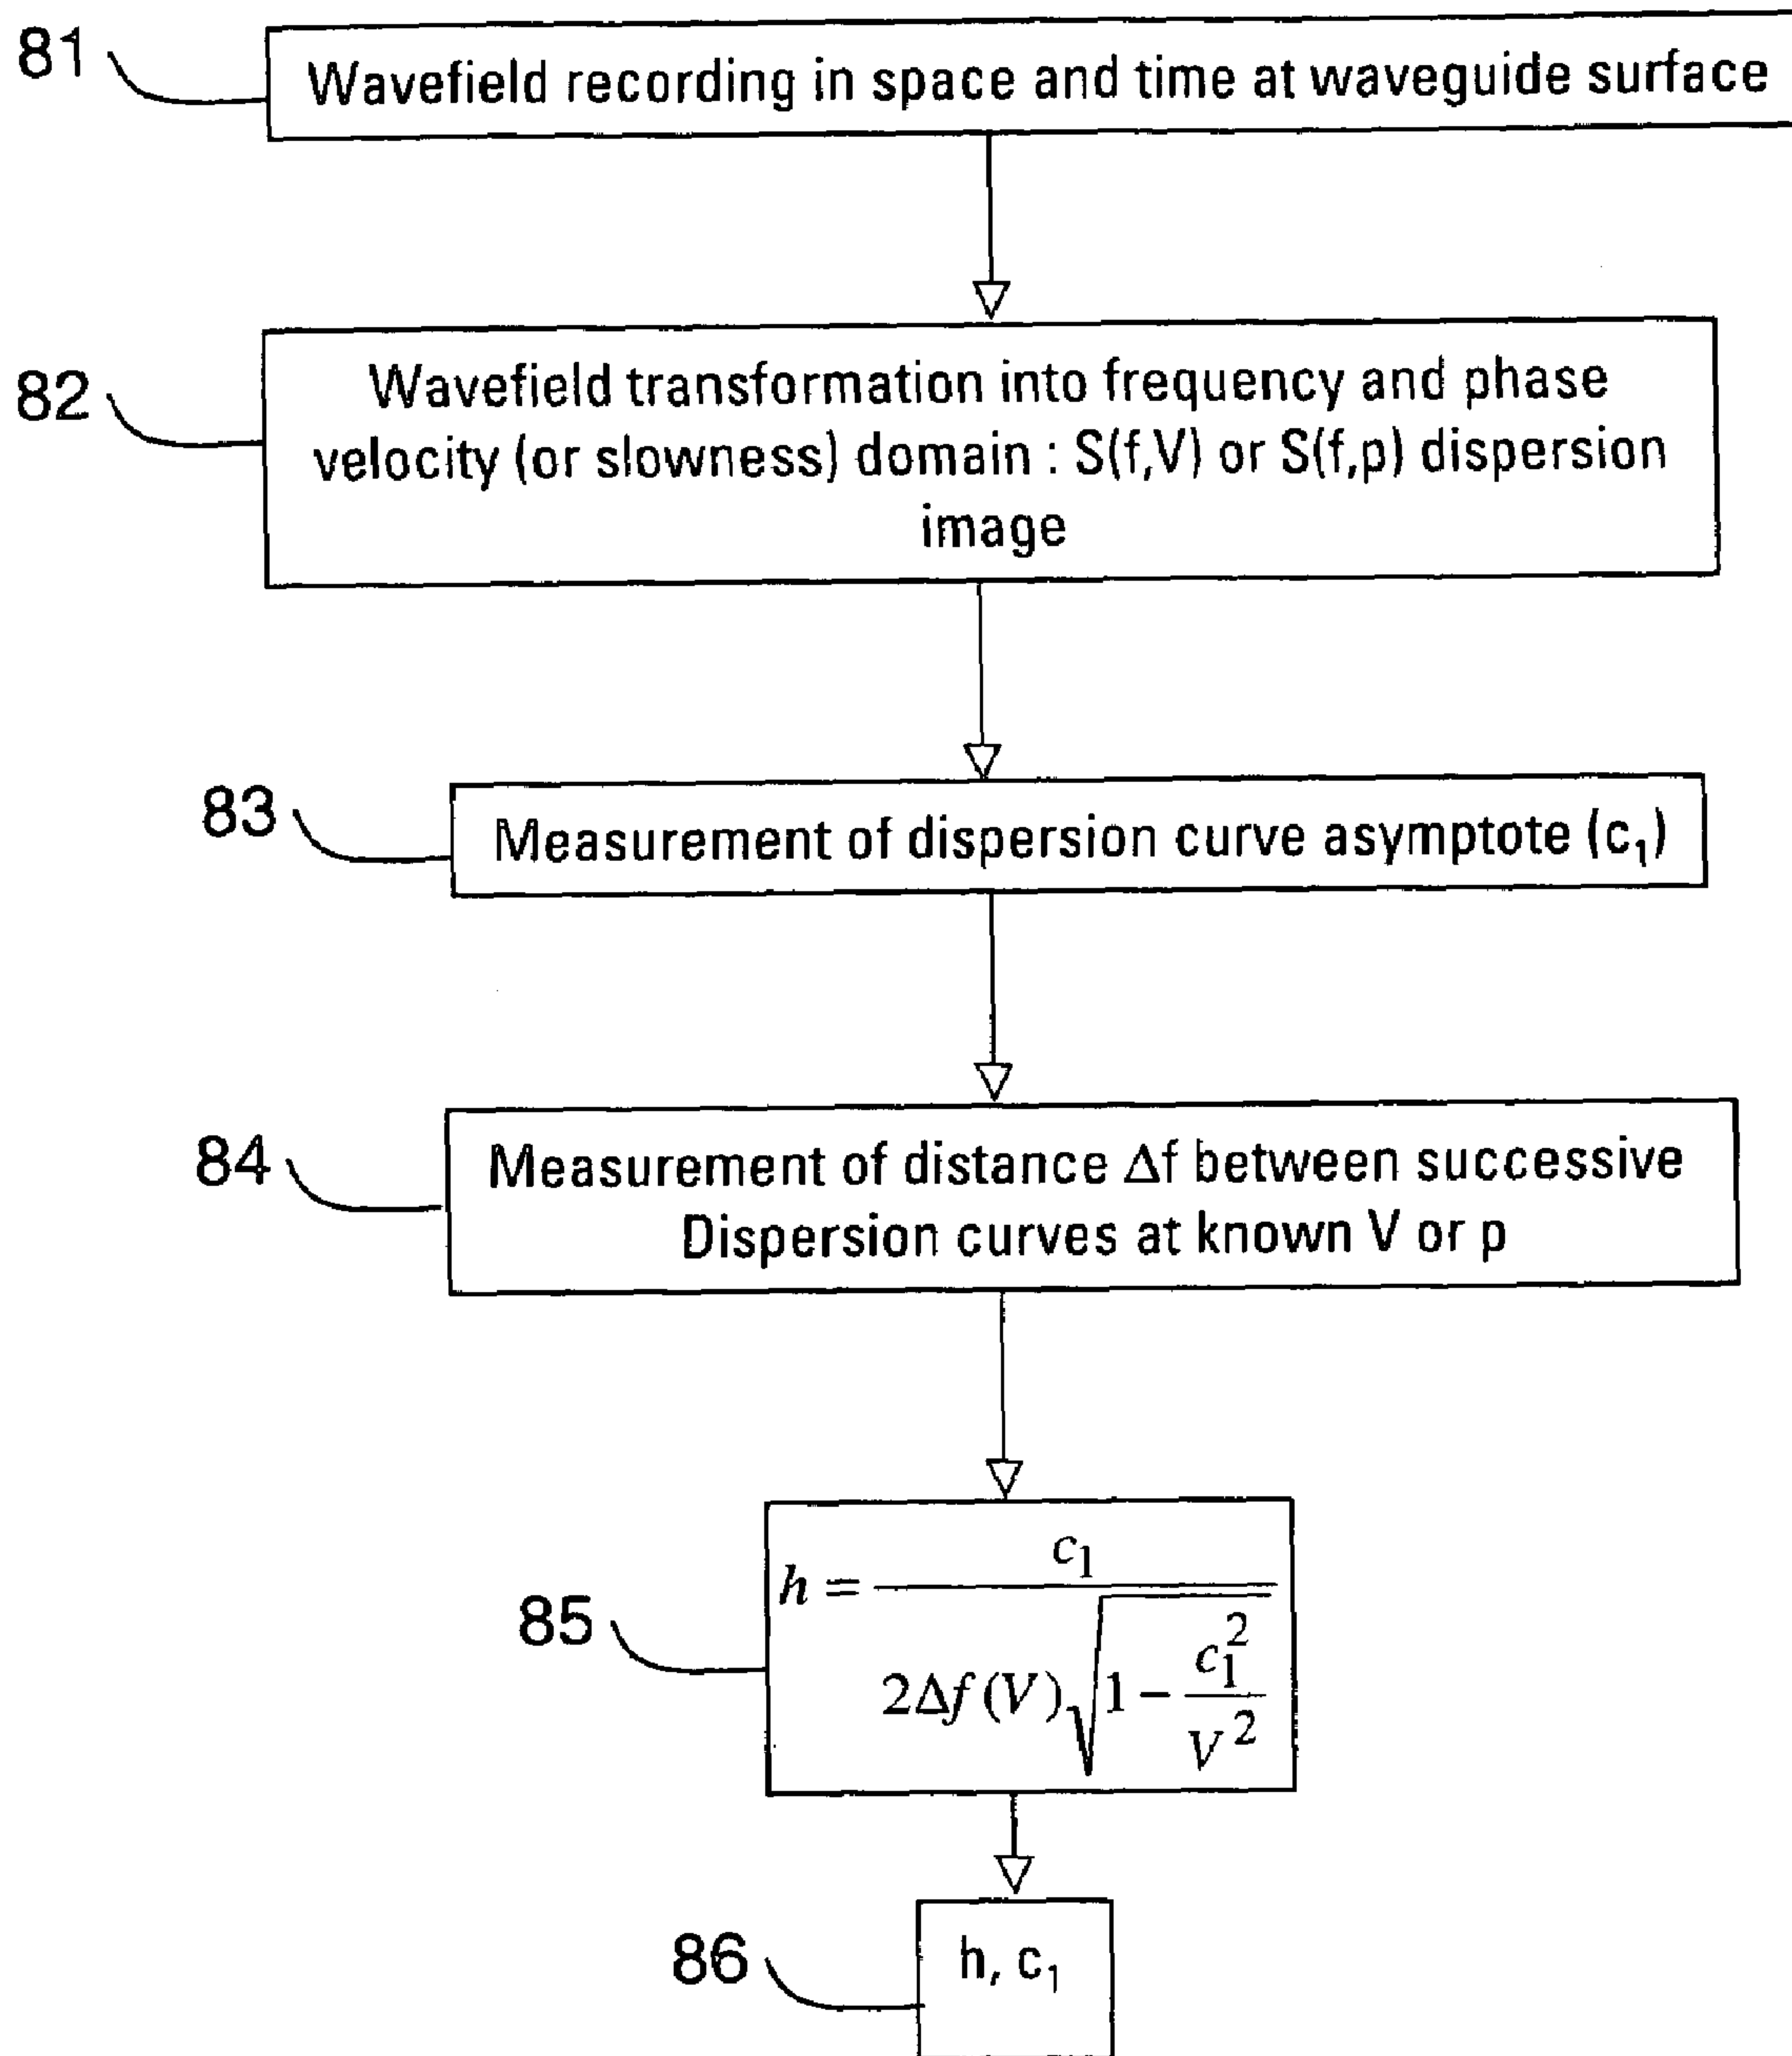 81
Wavefield recording in space and time at waveguide surface
82
Wavefield transformation into frequency and phase
velocity (or slowness) domain : S(f,V) or S(f,p) dispersion
image
83
Measurement of dispersion curve asymptote (c₁)
84
Measurement of distance Δf between successive
Dispersion curves at known V or p
85
h = c₁ / 2Δf(V)√1 − c₁² / V²
86
h, c₁